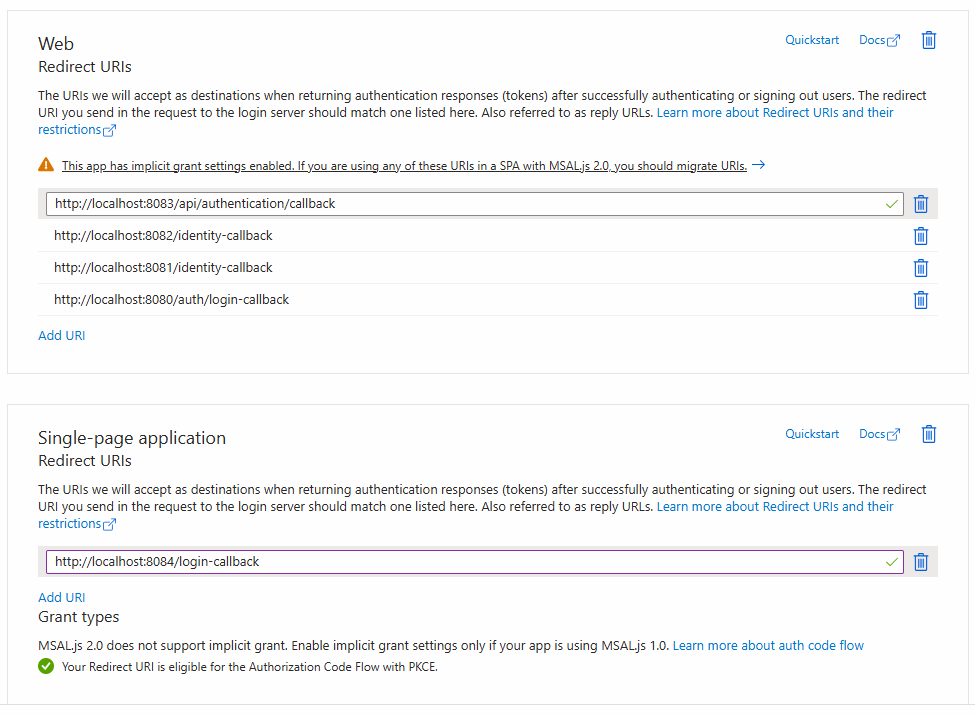 Web
Quickstart
Docs
Redirect URIs
The URIs we will accept as destinations when returning authentication responses (tokens) after successfully authenticating or signing out users. The redirect
URI you send in the request to the login server should match one listed here. Also referred to as reply URLs. Learn more about Redirect URIs and their
restrictions
This app has implicit grant settings enabled. If you are using any of these URIs in a SPA with MSAL.js 2.0, you should migrate URIs.
http://localhost:8083/api/authentication/callback
http://localhost:8082/identity-callback
http://localhost:8081/identity-callback
http://localhost:8080/auth/login-callback
Add URI
Single-page application
Quickstart
Docs
Redirect URIs
The URIs we will accept as destinations when returning authentication responses (tokens) after successfully authenticating or signing out users. The redirect
URI you send in the request to the login server should match one listed here. Also referred to as reply URLs. Learn more about Redirect URIs and their
restrictions
http://localhost:8084/login-callback
Add URI
Grant types
MSAL.js 2.0 does not support implicit grant. Enable implicit grant settings only if your app is using MSAL.js 1.0. Learn more about auth code flow
Your Redirect URI is eligible for the Authorization Code Flow with PKCE.